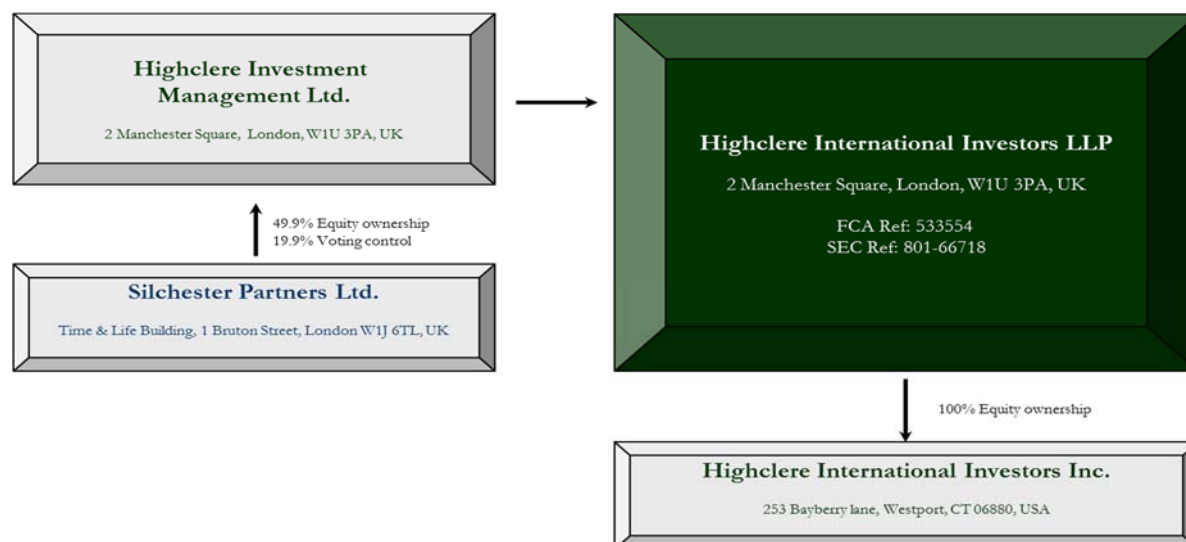 Highclere Investment
Management Ltd.
2 Manchester Square, London, W1U 3PA, UK
49.9% Equity ownership
19.9% Voting control
Silchester Partners Ltd.
Time & Life Building, 1 Bruton Street, London W1J 6TL, UK
Highclere International Investors LLP
2 Manchester Square, London, W1U 3PA, UK
FCA Ref: 533554
SEC Ref: 801-66718
100% Equity ownership
Highclere International Investors Inc.
253 Bayberry lane, Westport, CT 06880, USA